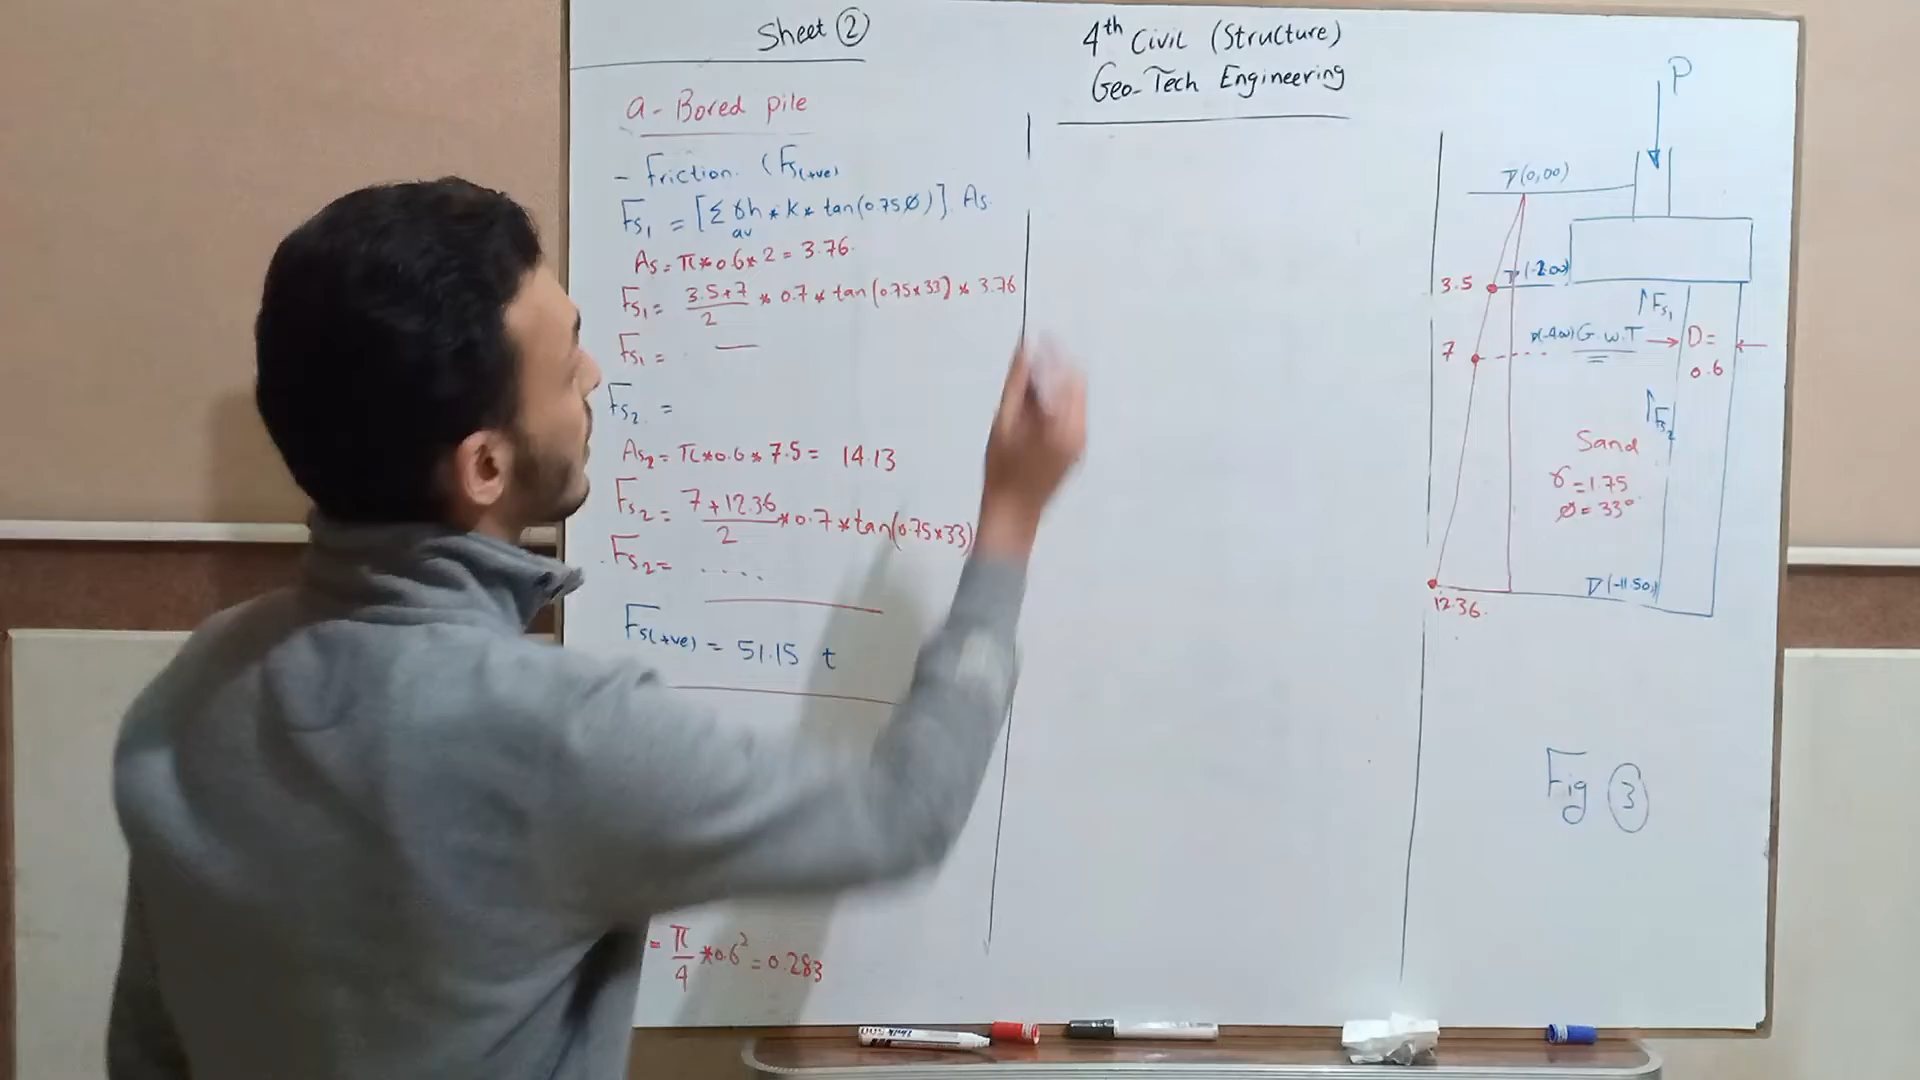 Sheet ②
4th Civil (Structure)
Geo-Tech Engineering
a- Bored pile
- Friction. (Fs(+ve)
Fs1 = [Σ γh * k * tan(0.75Ø)]. As.
av
As = π*0.6*2 = 3.76.
Fs1 = (3.5+7)/2 * 0.7 * tan(0.75*33) * 3.76
Fs1 = —
Fs2 =
As2 = π*0.6*7.5 = 14.13
Fs2 = (7+12.36)/2 * 0.7 * tan(0.75*33)
Fs2 = ....
Fs(+ve) = 51.15 t
= π/4 * 0.6² = 0.283
P
∇(0,00)
3.5
∇(-2.00)
↑Fs1
7
(-4.00) G.W.T
D=
0.6
↑Fs2
Sand
γ=1.75
Ø=33°
∇(-11.50)
12.36.
Fig ③